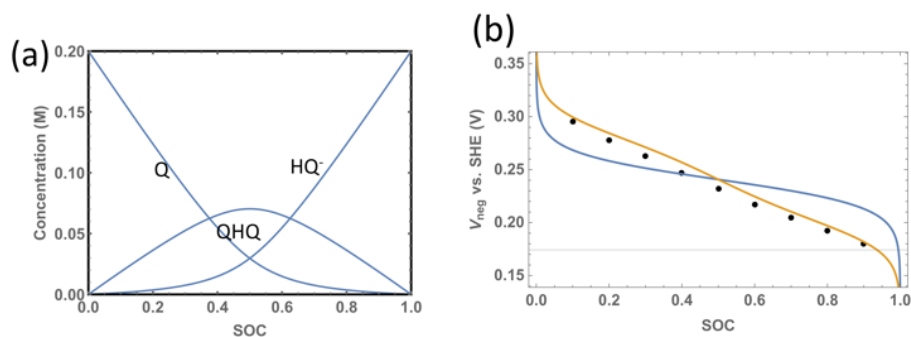 (a)
0.20
0.15
0.10
0.05
0.00
Concentration (M)
Q
QHQ
HQ⁻
0.0 0.2 0.4 0.6 0.8 1.0
SOC
(b)
0.35
0.30
0.25
0.20
0.15
Vneg vs. SHE (V)
0.0 0.2 0.4 0.6 0.8 1.0
SOC